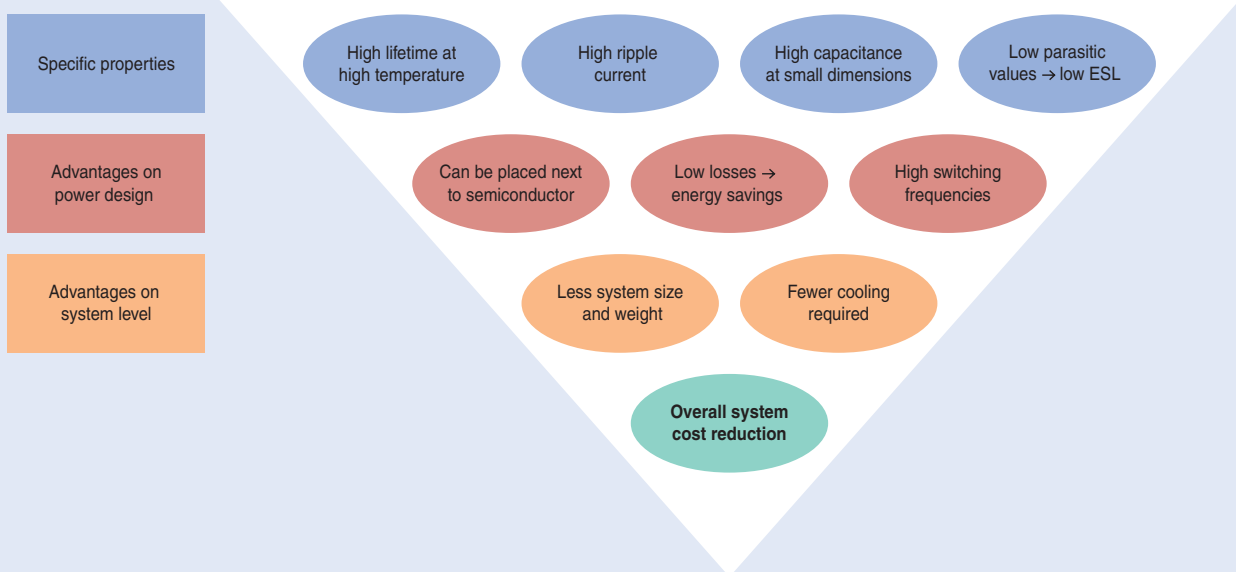 Specific properties
High lifetime at
high temperature
High ripple
current
High capacitance
at small dimensions
Low parasitic
values → low ESL
Advantages on
power design
Can be placed next
to semiconductor
Low losses →
energy savings
High switching
frequencies
Advantages on
system level
Less system size
and weight
Fewer cooling
required
Overall system
cost reduction